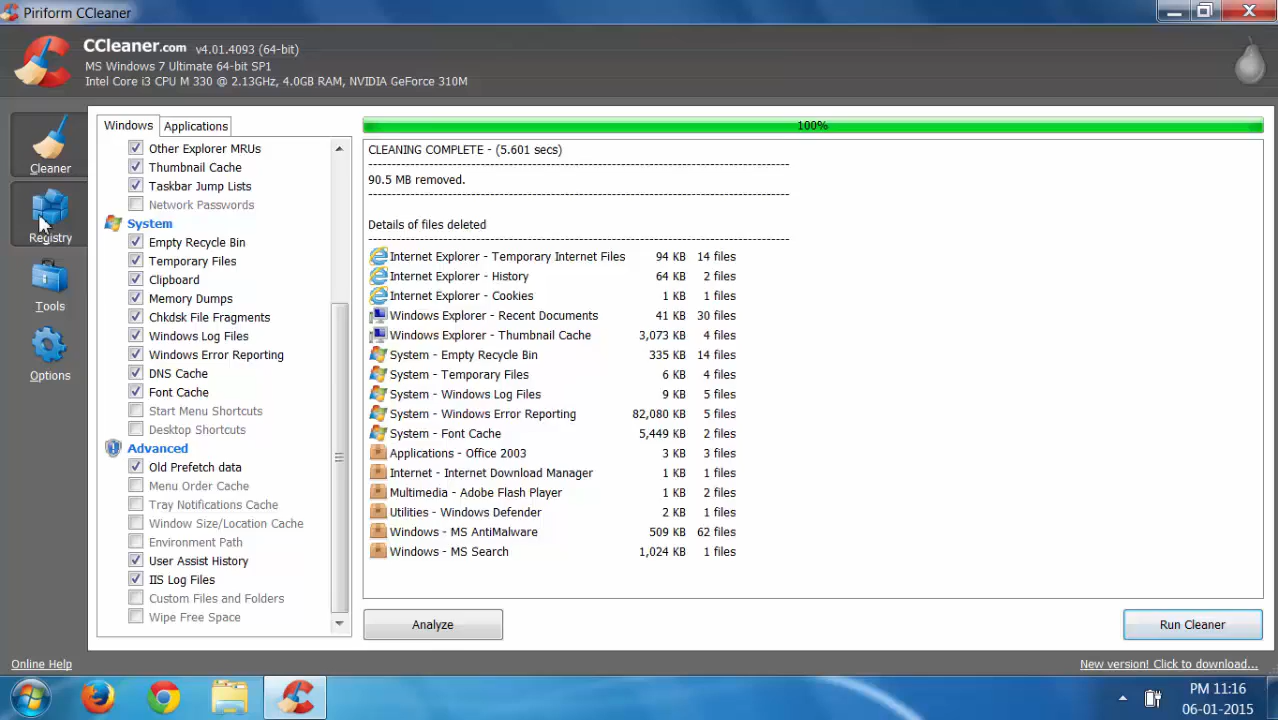 Piriform CCleaner
CCleaner.com v4.01.4093 (64-bit)
MS Windows 7 Ultimate 64-bit SP1
Intel Core i3 CPU M 330 @ 2.13GHz, 4.0GB RAM, NVIDIA GeForce 310M
Cleaner
Registry
Tools
Options
Windows Applications
Other Explorer MRUs
Thumbnail Cache
Taskbar Jump Lists
Network Passwords
System
Empty Recycle Bin
Temporary Files
Clipboard
Memory Dumps
Chkdsk File Fragments
Windows Log Files
Windows Error Reporting
DNS Cache
Font Cache
Start Menu Shortcuts
Desktop Shortcuts
Advanced
Old Prefetch data
Menu Order Cache
Tray Notifications Cache
Window Size/Location Cache
Environment Path
User Assist History
IIS Log Files
Custom Files and Folders
Wipe Free Space
100%
CLEANING COMPLETE - (5.601 secs)
------------------------------------------------------------------------------------------
90.5 MB removed.
------------------------------------------------------------------------------------------
Details of files deleted
------------------------------------------------------------------------------------------
Internet Explorer - Temporary Internet Files 94 KB 14 files
Internet Explorer - History 64 KB 2 files
Internet Explorer - Cookies 1 KB 1 files
Windows Explorer - Recent Documents 41 KB 30 files
Windows Explorer - Thumbnail Cache 3,073 KB 4 files
System - Empty Recycle Bin 335 KB 14 files
System - Temporary Files 6 KB 4 files
System - Windows Log Files 9 KB 5 files
System - Windows Error Reporting 82,080 KB 5 files
System - Font Cache 5,449 KB 2 files
Applications - Office 2003 3 KB 3 files
Internet - Internet Download Manager 1 KB 1 files
Multimedia - Adobe Flash Player 1 KB 2 files
Utilities - Windows Defender 2 KB 1 files
Windows - MS AntiMalware 509 KB 62 files
Windows - MS Search 1,024 KB 1 files
Analyze
Run Cleaner
Online Help
New version! Click to download...
PM 11:16
06-01-2015